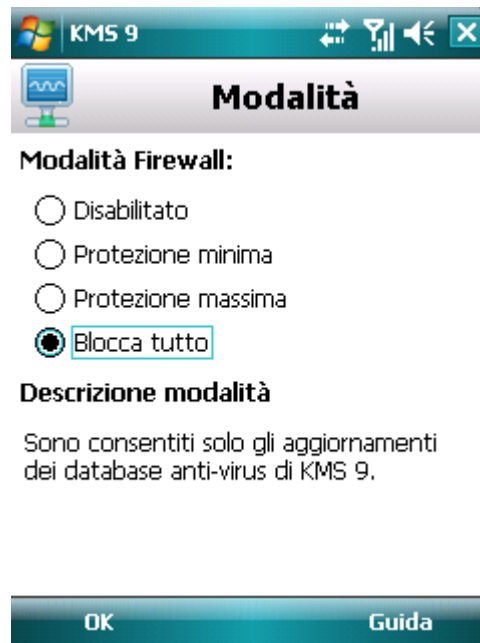 KMS 9
Modalità
Modalità Firewall:
Disabilitato
Protezione minima
Protezione massima
Blocca tutto
Descrizione modalità
Sono consentiti solo gli aggiornamenti
dei database anti-virus di KMS 9.
OK
Guida